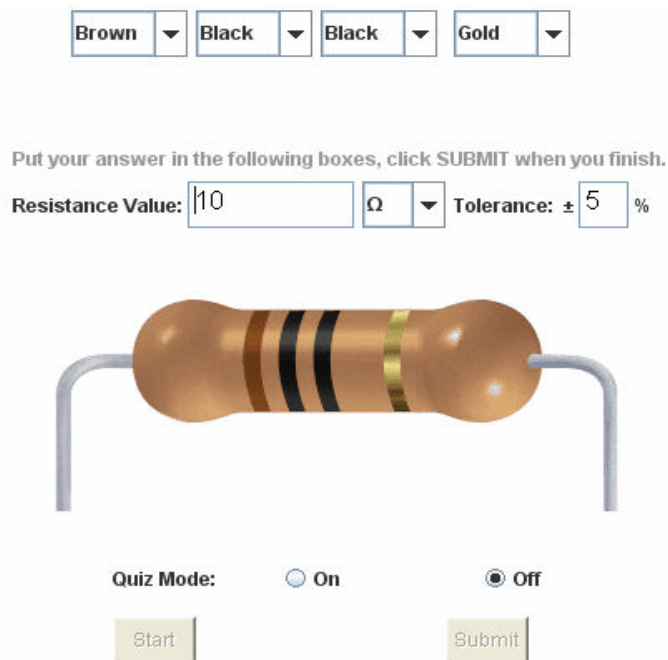 Brown Black Black Gold
Put your answer in the following boxes, click SUBMIT when you finish.
Resistance Value: 10 Ω Tolerance: ± 5 %
Quiz Mode: On Off
Start Submit